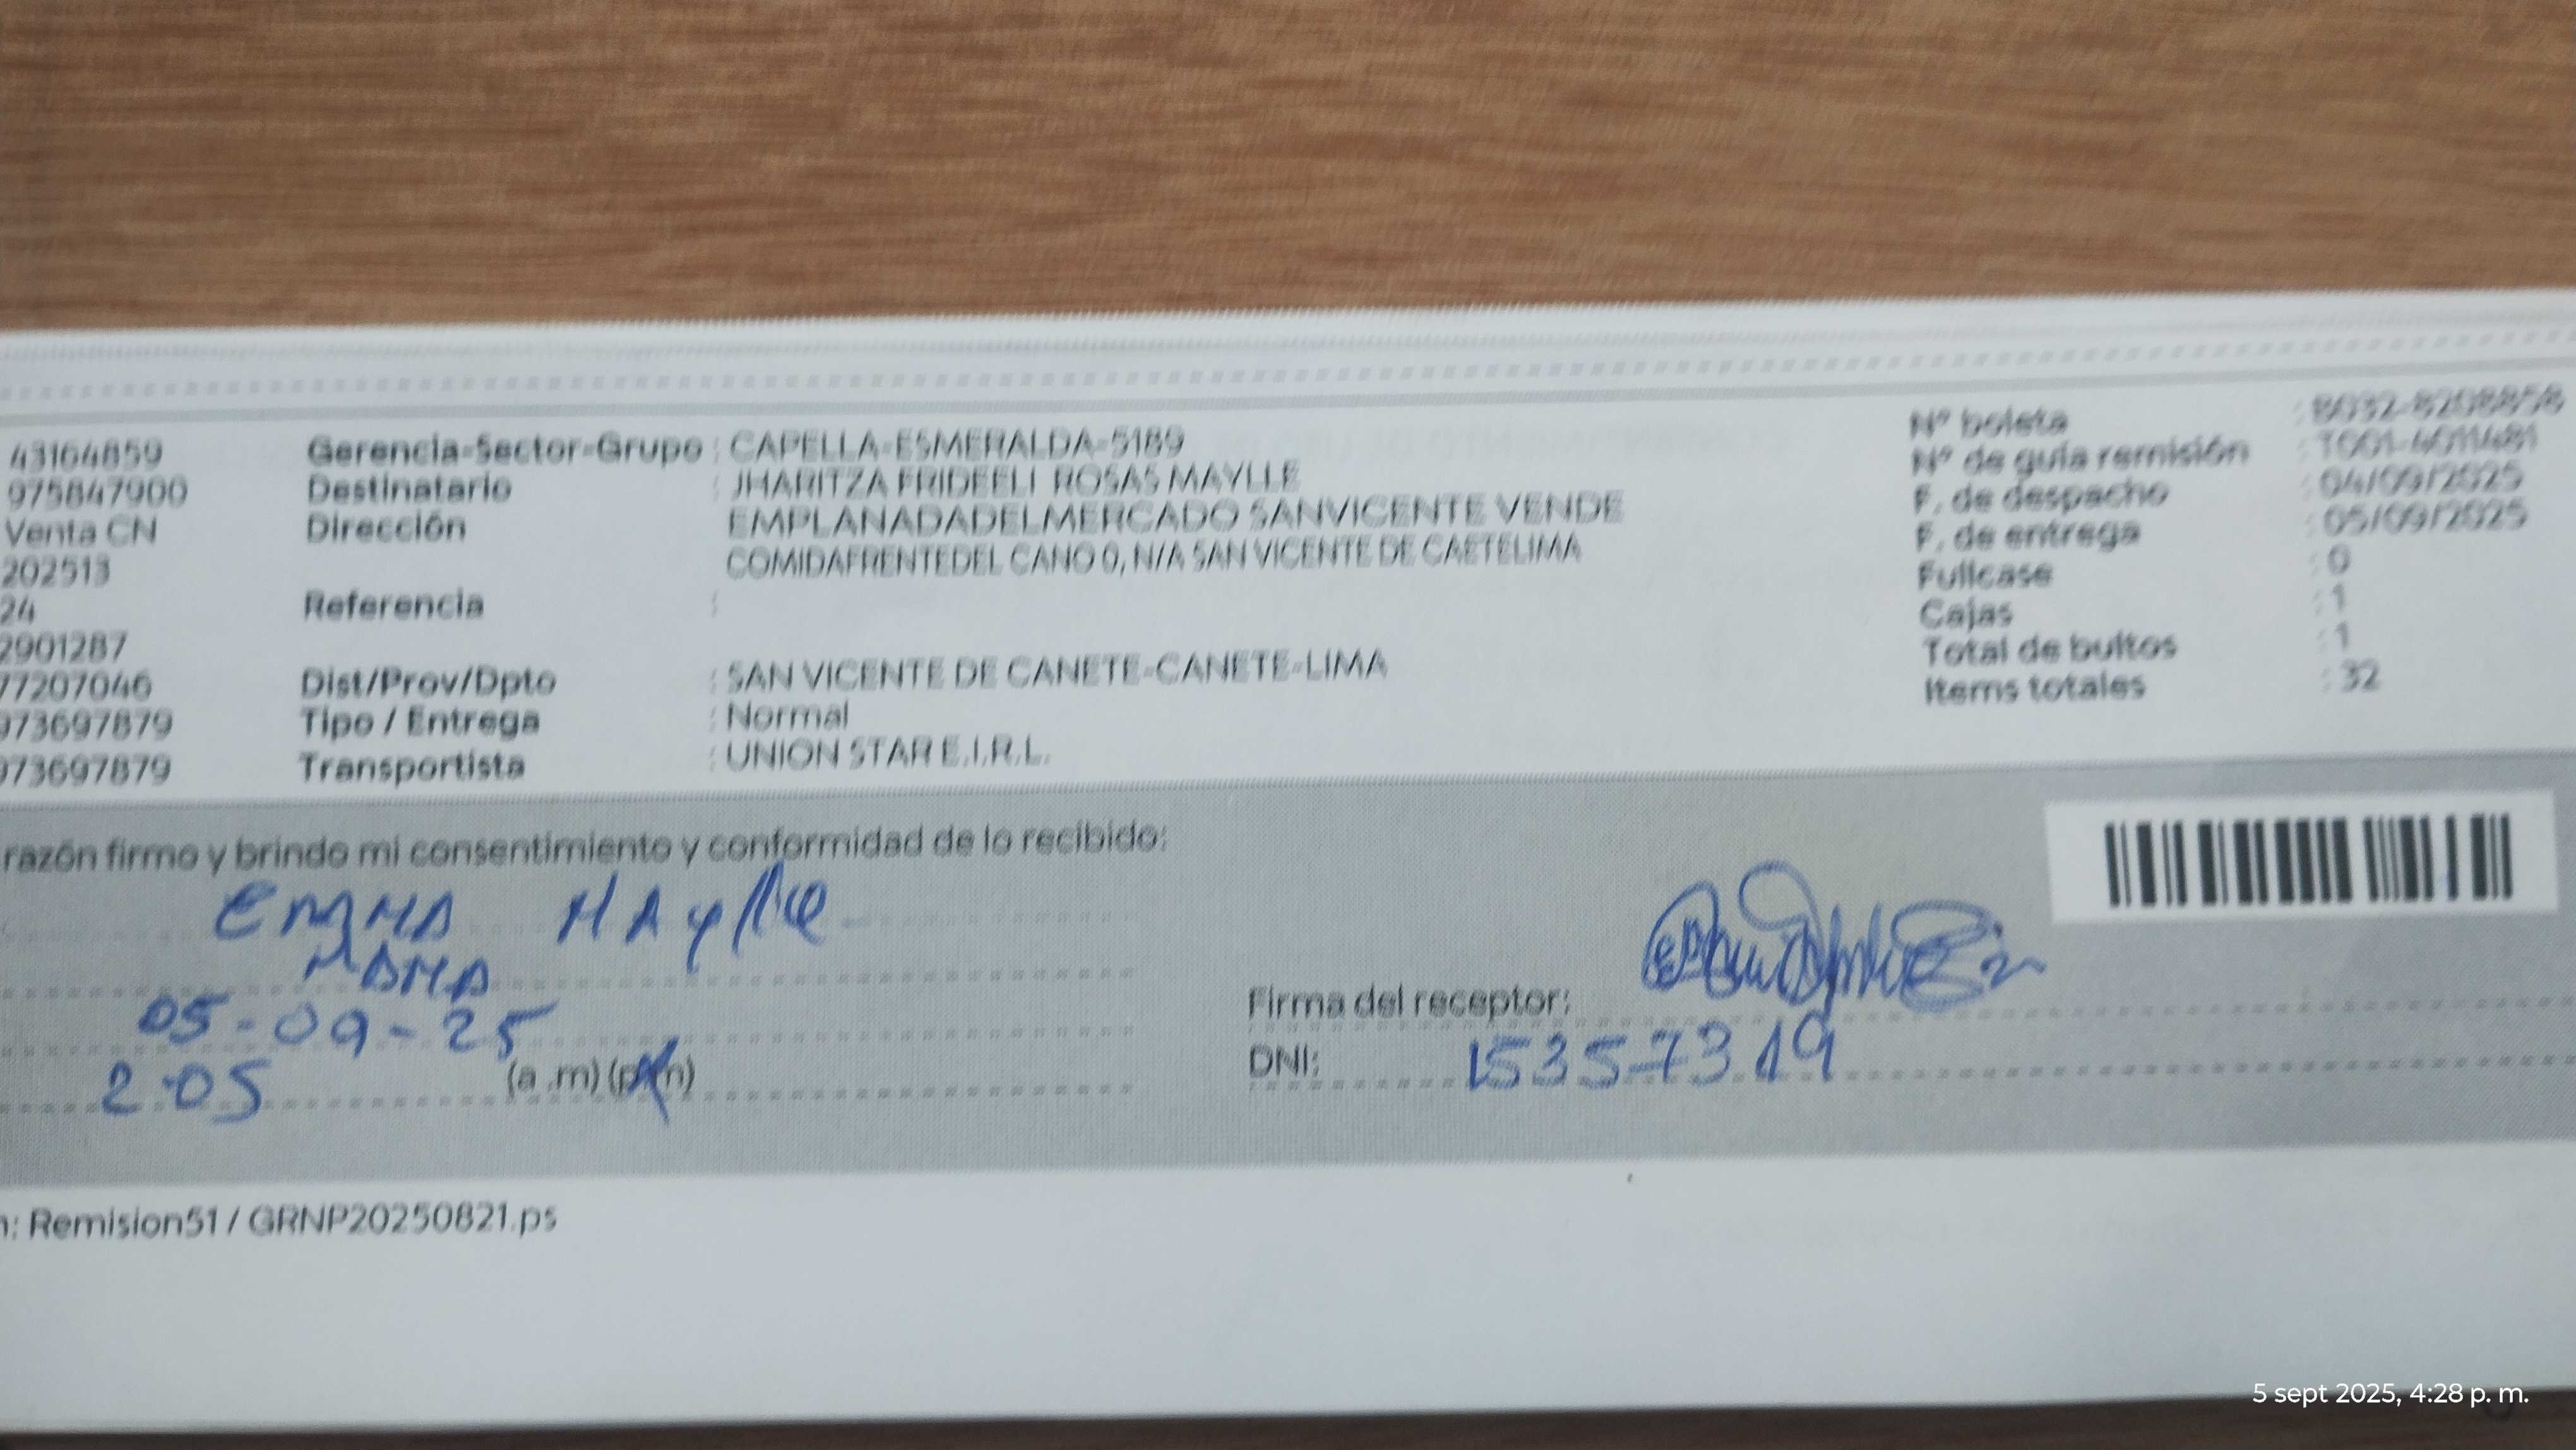 43164859 Gerencia-Sector-Grupo : CAPELLA-ESMERALDA-5189 N° boleta : B032-8208858
975847900 Destinatario : JHARITZA FRIDEELI ROSAS MAYLLE N° de guía remisión : T001-4011481
Venta CN Dirección EMPLANADADELMERCADO SANVICENTE VENDE F. de despacho : 04/09/2025
202513 COMIDAFRENTEDEL CANO 0, N/A SAN VICENTE DE CAETELIMA F. de entrega : 05/09/2025
24 Referencia : Fullcase : 0
2901287 Cajas : 1
77207046 Dist/Prov/Dpto : SAN VICENTE DE CANETE-CANETE-LIMA Total de bultos : 1
973697879 Tipo / Entrega : Normal Items totales : 32
973697879 Transportista : UNION STAR E.I.R.L.
razón firmo y brindo mi consentimiento y conformidad de lo recibido:
EMMA MAylle
MAMA
05-09-25 Firma del receptor:
2:05 (a .m) (p.m) DNI: 15357319
n: Remision51 / GRNP20250821.ps
5 sept 2025, 4:28 p. m.